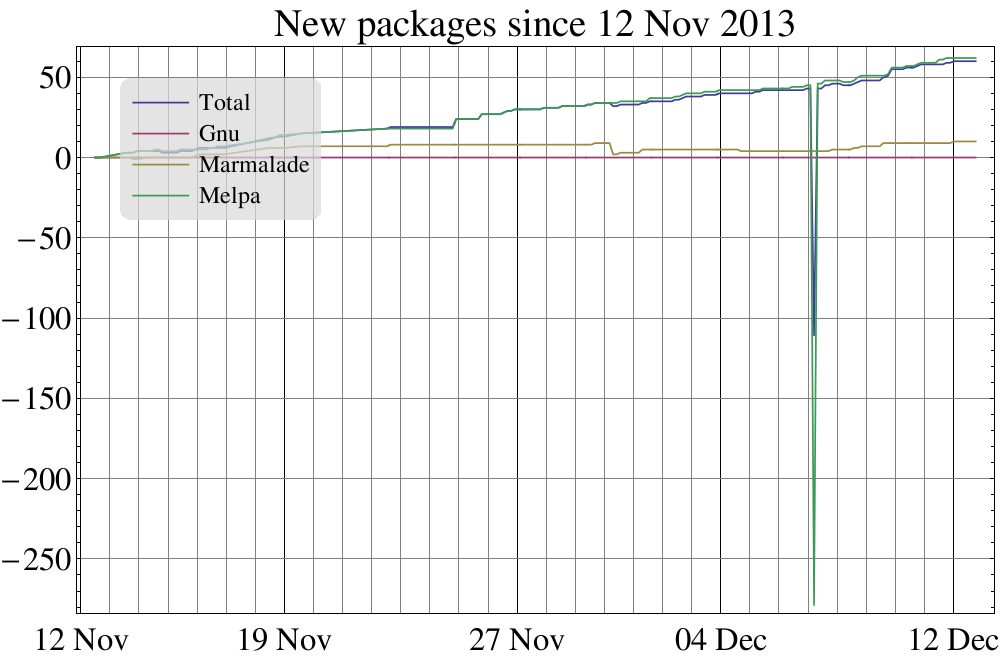 New packages since 12 Nov 2013
50
0
−50
−100
−150
−200
−250
Total
Gnu
Marmalade
Melpa
12 Nov 19 Nov 27 Nov 04 Dec 12 Dec